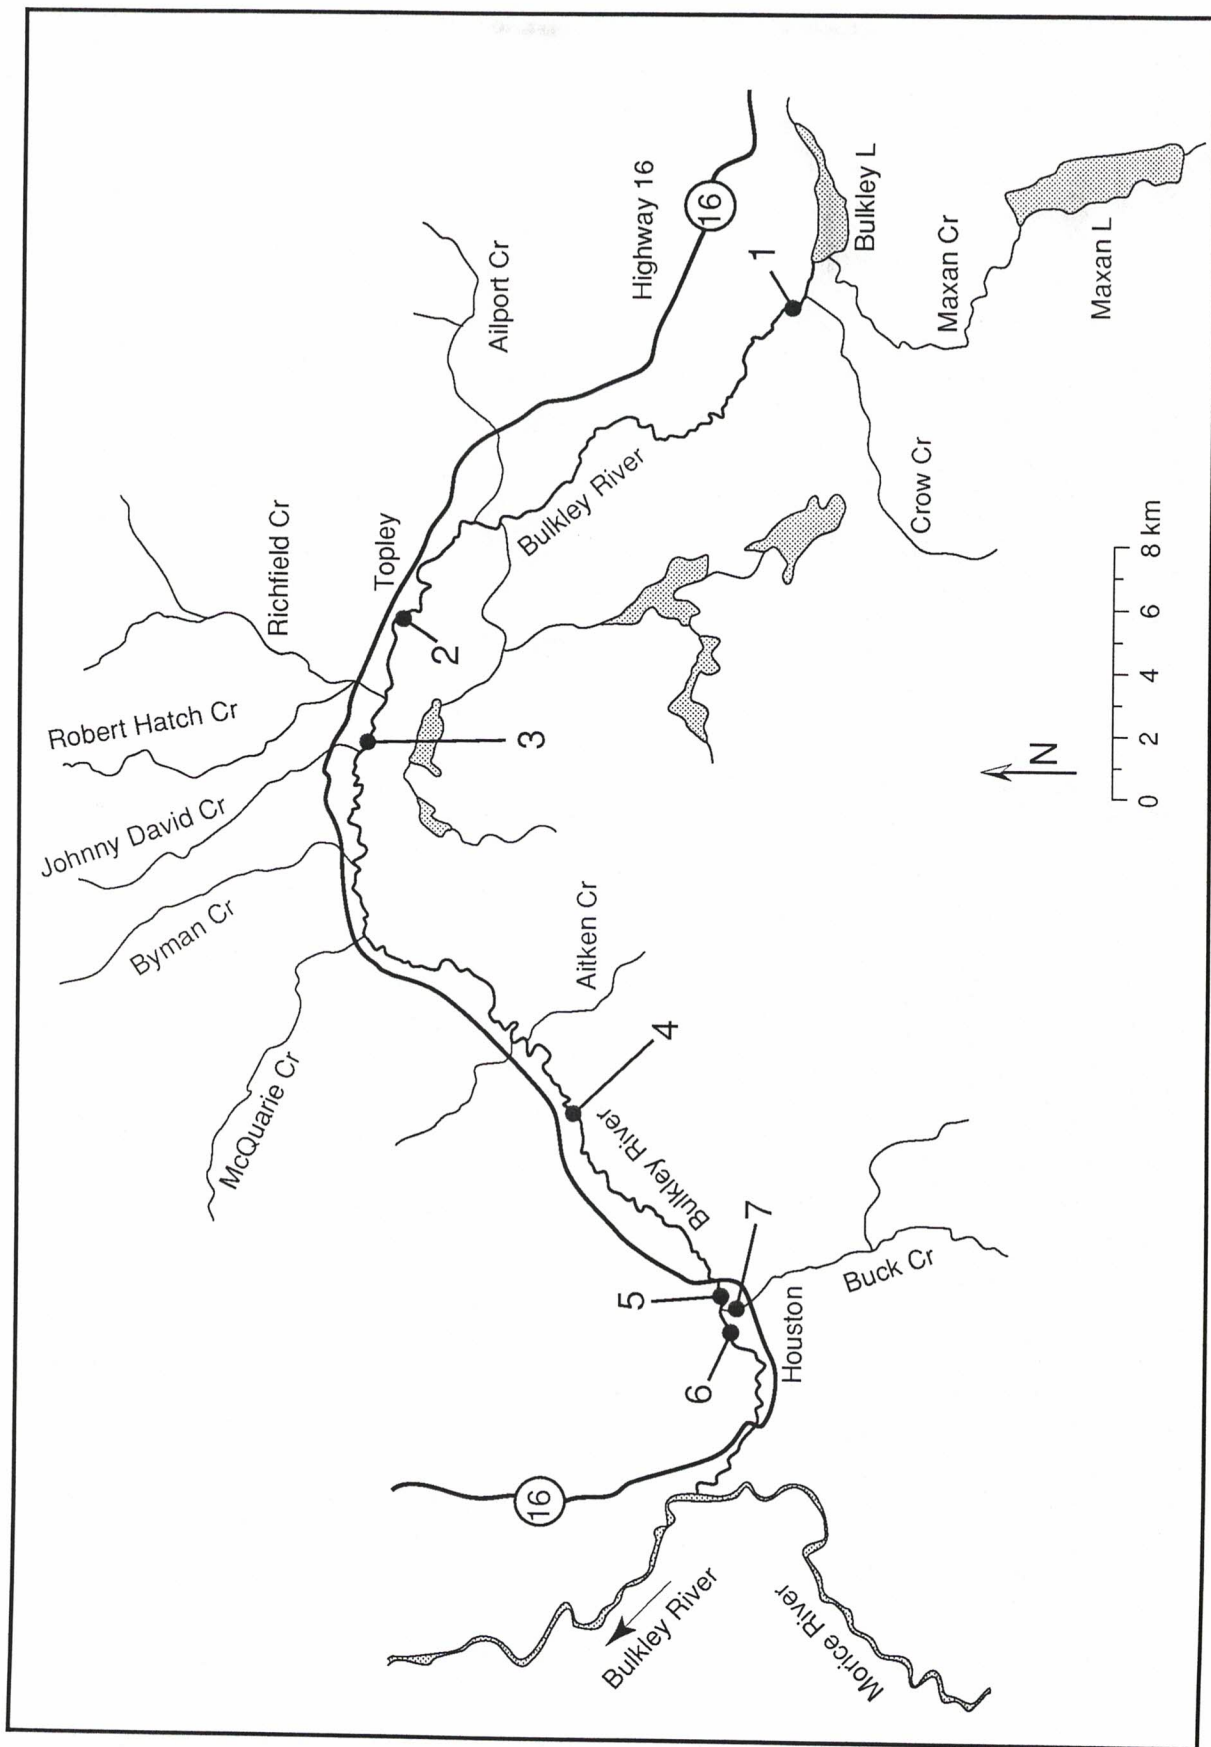 Robert Hatch Cr
Johnny David Cr
Byman Cr
McQuarie Cr
Richfield Cr
Topley
Ailport Cr
Highway 16
16
1
Bulkley L
Maxan Cr
Maxan L
Crow Cr
Bulkley River
2
3
Aitken Cr
4
Bulkley River
5
6
7
Buck Cr
Houston
16
Bulkley River
Morice River
N
0 2 4 6 8 km